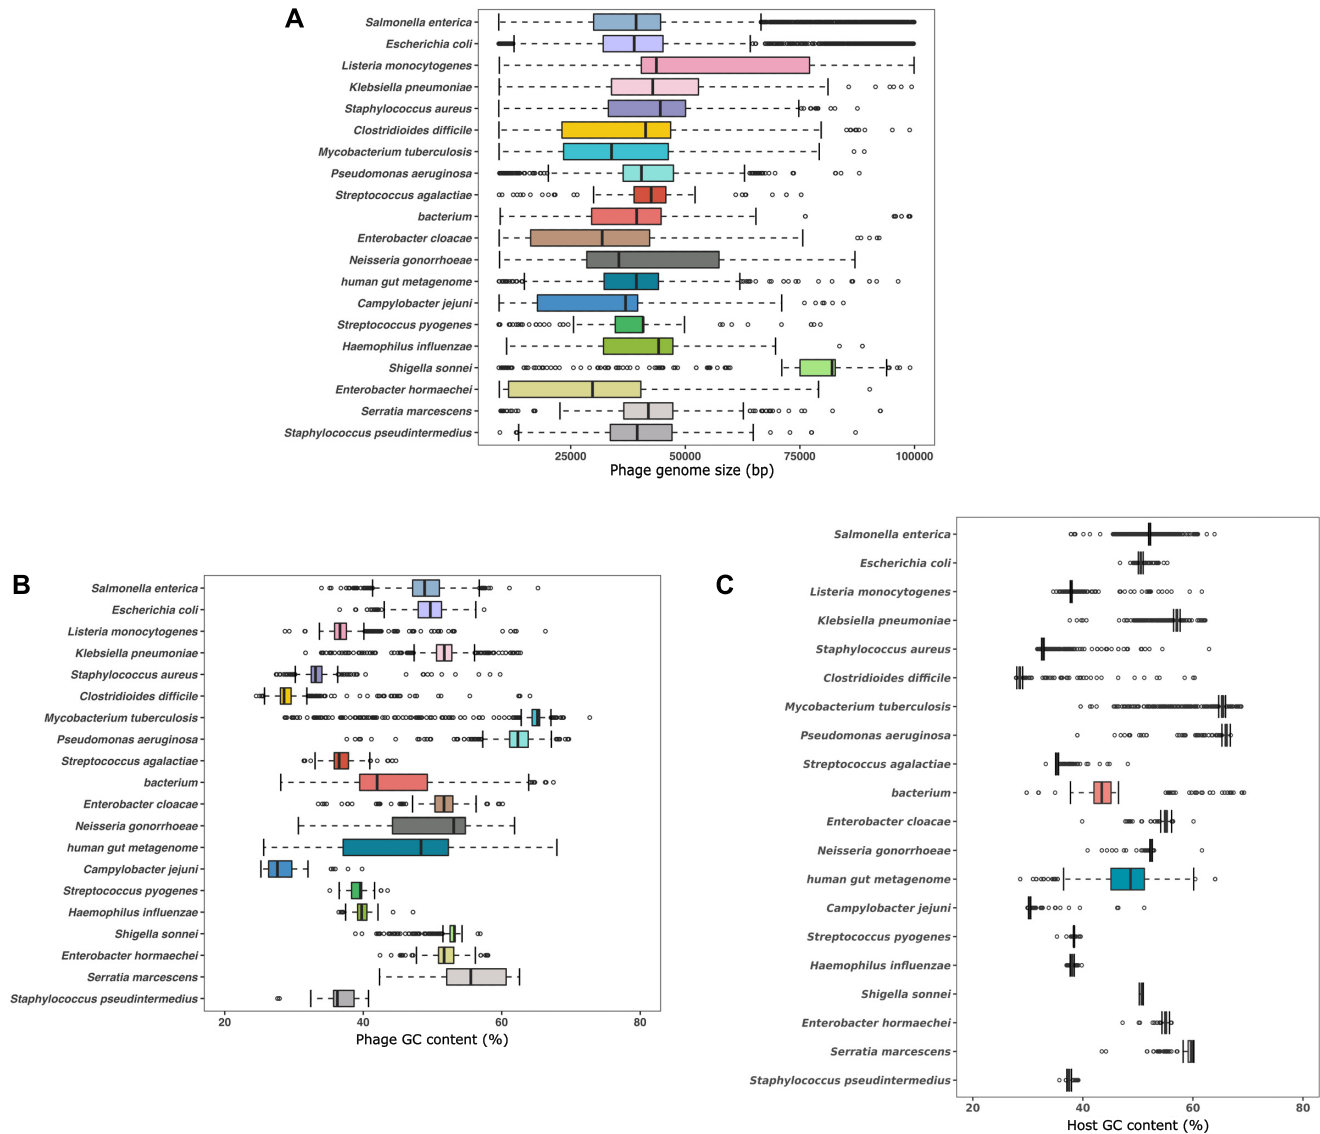 A
Salmonella enterica
Escherichia coli
Listeria monocytogenes
Klebsiella pneumoniae
Staphylococcus aureus
Clostridioides difficile
Mycobacterium tuberculosis
Pseudomonas aeruginosa
Streptococcus agalactiae
bacterium
Enterobacter cloacae
Neisseria gonorrhoeae
human gut metagenome
Campylobacter jejuni
Streptococcus pyogenes
Haemophilus influenzae
Shigella sonnei
Enterobacter hormaechei
Serratia marcescens
Staphylococcus pseudintermedius
25000 50000 75000 100000
Phage genome size (bp)
B
Salmonella enterica
Escherichia coli
Listeria monocytogenes
Klebsiella pneumoniae
Staphylococcus aureus
Clostridioides difficile
Mycobacterium tuberculosis
Pseudomonas aeruginosa
Streptococcus agalactiae
bacterium
Enterobacter cloacae
Neisseria gonorrhoeae
human gut metagenome
Campylobacter jejuni
Streptococcus pyogenes
Haemophilus influenzae
Shigella sonnei
Enterobacter hormaechei
Serratia marcescens
Staphylococcus pseudintermedius
20 40 60 80
Phage GC content (%)
C
Salmonella enterica
Escherichia coli
Listeria monocytogenes
Klebsiella pneumoniae
Staphylococcus aureus
Clostridioides difficile
Mycobacterium tuberculosis
Pseudomonas aeruginosa
Streptococcus agalactiae
bacterium
Enterobacter cloacae
Neisseria gonorrhoeae
human gut metagenome
Campylobacter jejuni
Streptococcus pyogenes
Haemophilus influenzae
Shigella sonnei
Enterobacter hormaechei
Serratia marcescens
Staphylococcus pseudintermedius
20 40 60 80
Host GC content (%)